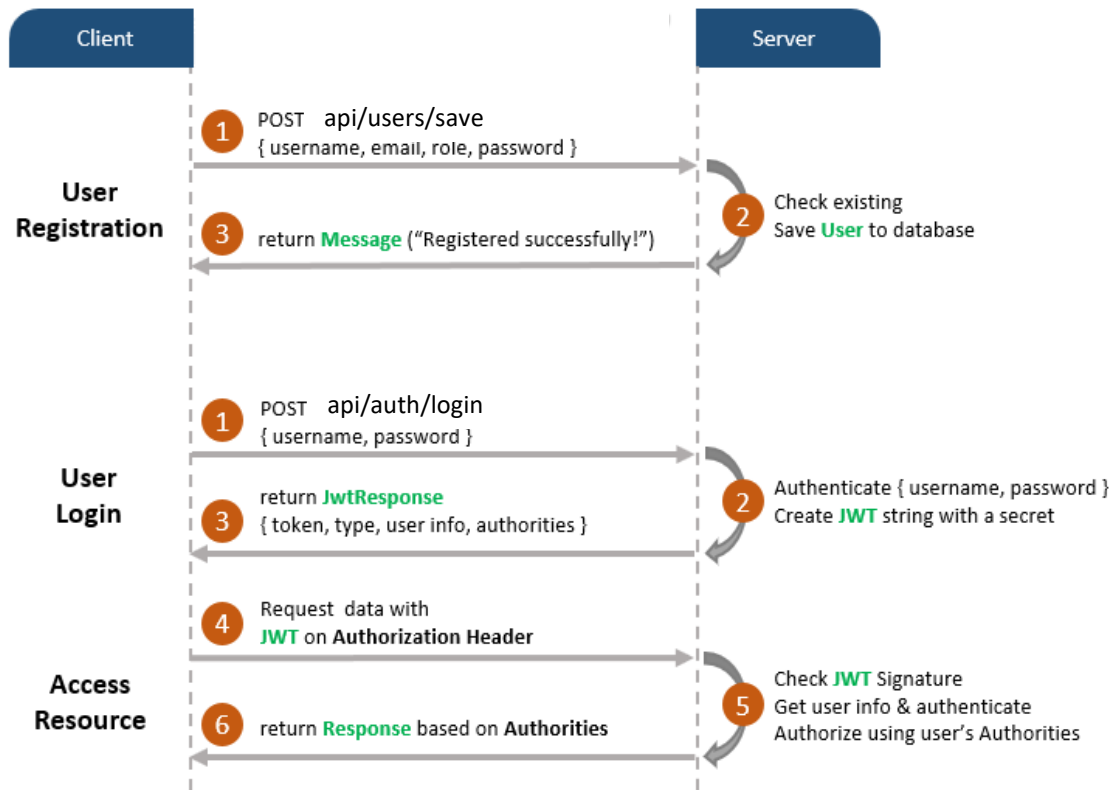 Client
Server
1
POST api/users/save
{ username, email, role, password }
User
Registration
2
Check existing
Save User to database
3
return Message (“Registered successfully!”)
1
POST api/auth/login
{ username, password }
User
Login
2
Authenticate { username, password }
Create JWT string with a secret
3
return JwtResponse
{ token, type, user info, authorities }
4
Request data with
JWT on Authorization Header
Access
Resource
5
Check JWT Signature
Get user info & authenticate
Authorize using user’s Authorities
6
return Response based on Authorities